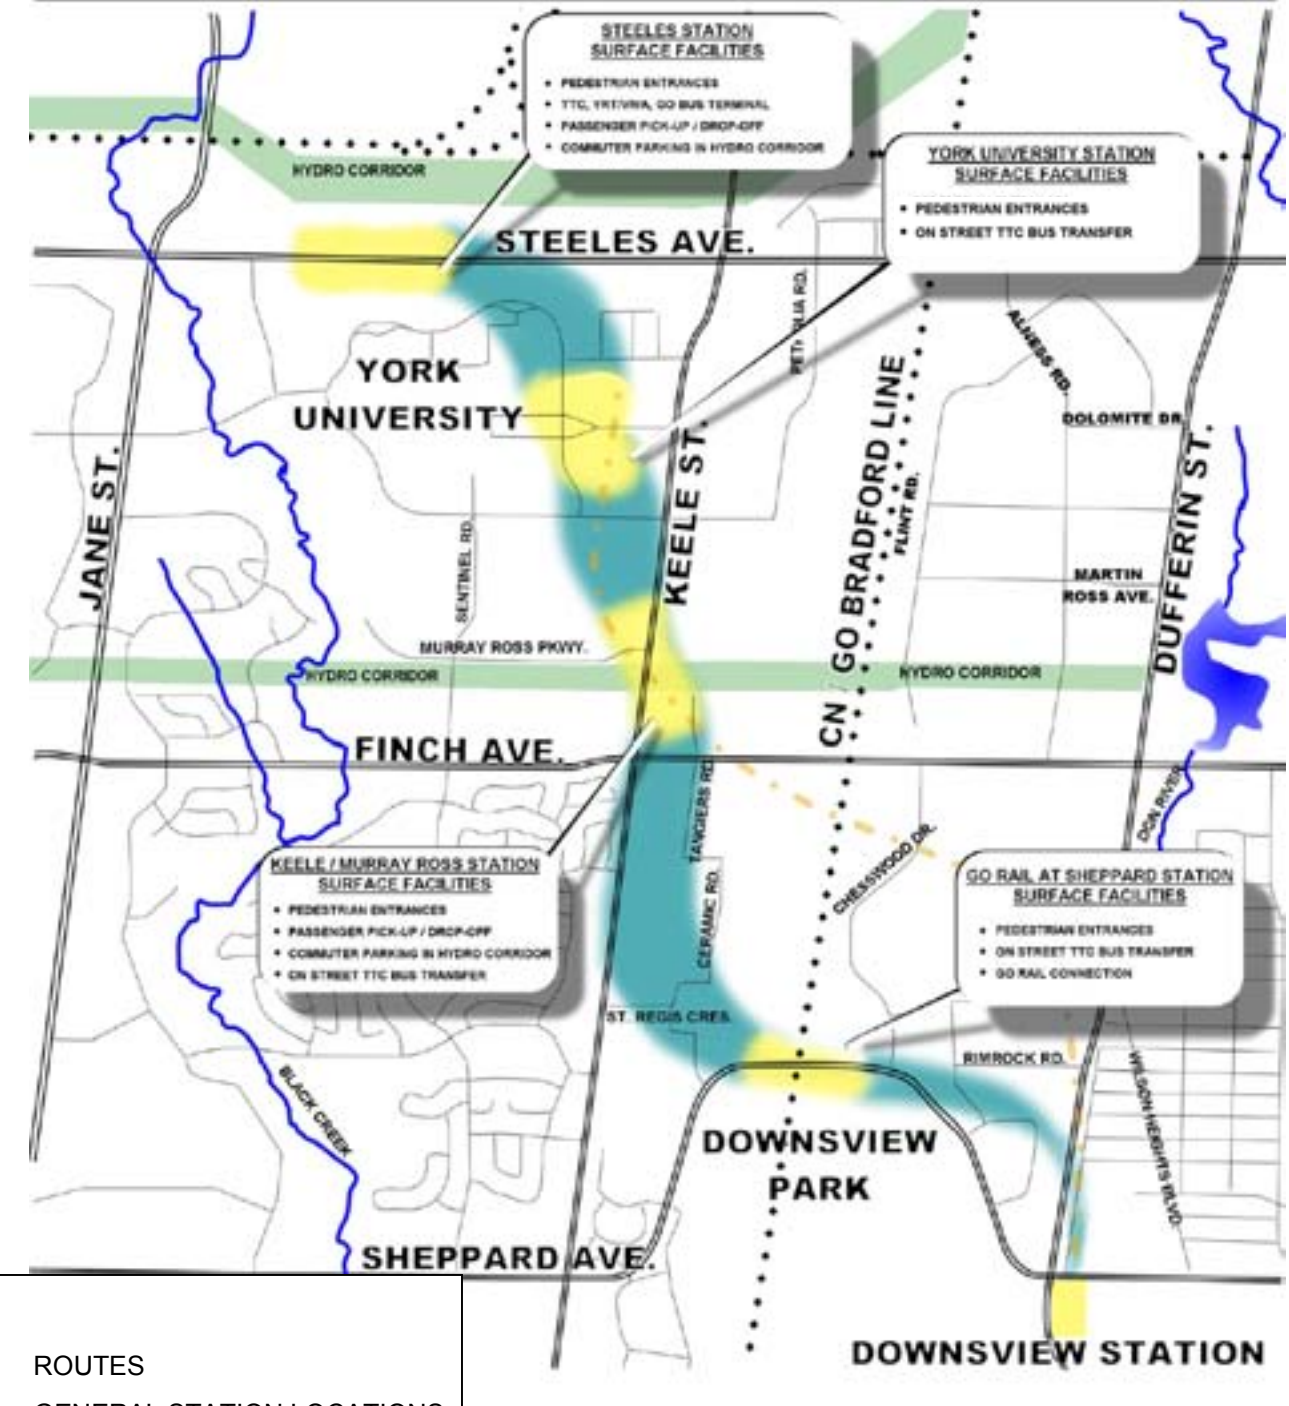 STEELES STATION
SURFACE FACILITIES
• PEDESTRIAN ENTRANCES
• TTC, YRT/VIVA, GO BUS TERMINAL
• PASSENGER PICK-UP / DROP-OFF
• COMMUTER PARKING IN HYDRO CORRIDOR
YORK UNIVERSITY STATION
SURFACE FACILITIES
• PEDESTRIAN ENTRANCES
• ON STREET TTC BUS TRANSFER
HYDRO CORRIDOR
STEELES AVE.
ALNESS RD.
YORK
UNIVERSITY
DOLOMITE DR.
JANE ST.
KEELE ST.
CN / GO BRADFORD LINE
FLINT RD.
DUFFERIN ST.
SENTINEL RD.
MARTIN
ROSS AVE.
MURRAY ROSS PKWY.
HYDRO CORRIDOR
HYDRO CORRIDOR
FINCH AVE.
TANGIERS RD.
DON RIVER
CHESSWOOD DR.
KEELE / MURRAY ROSS STATION
SURFACE FACILITIES
• PEDESTRIAN ENTRANCES
• PASSENGER PICK-UP / DROP-OFF
• COMMUTER PARKING IN HYDRO CORRIDOR
• ON STREET TTC BUS TRANSFER
CERAMIC RD.
GO RAIL AT SHEPPARD STATION
SURFACE FACILITIES
• PEDESTRIAN ENTRANCES
• ON STREET TTC BUS TRANSFER
• GO RAIL CONNECTION
ST. REGIS CRES.
RIMROCK RD.
BLACK CREEK
WILSON HEIGHTS BLVD.
DOWNSVIEW
PARK
SHEPPARD AVE.
DOWNSVIEW STATION
ROUTES
GENERAL STATION LOCATIONS